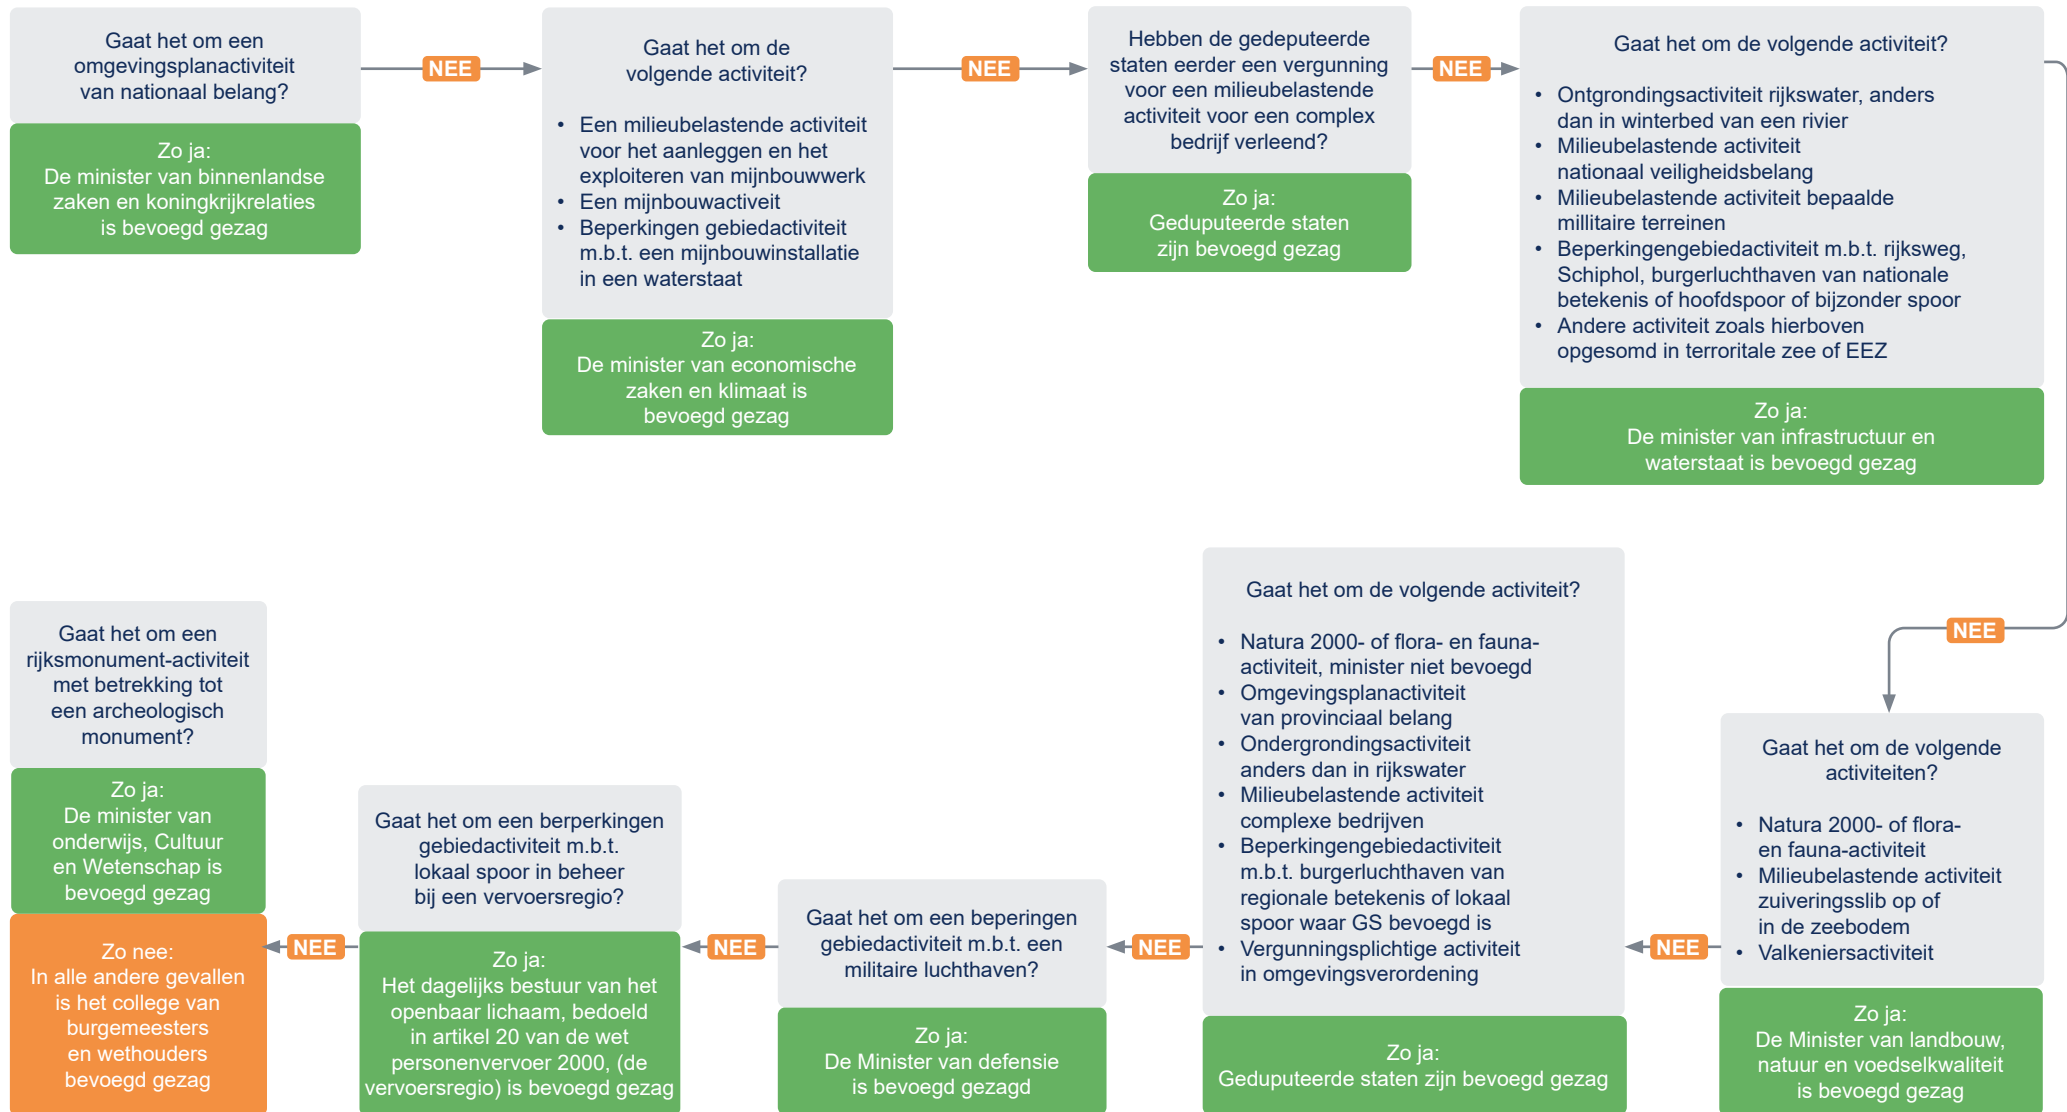 Gaat het om een
omgevingsplanactiviteit
van nationaal belang?
Zo ja:
De minister van binnenlandse
zaken en koningkrijkrelaties
is bevoegd gezag
NEE
Gaat het om de
volgende activiteit?
• Een milieubelastende activiteit
voor het aanleggen en het
exploiteren van mijnbouwwerk
• Een mijnbouwactiveit
• Beperkingen gebiedactiviteit
m.b.t. een mijnbouwinstallatie
in een waterstaat
Zo ja:
De minister van economische
zaken en klimaat is
bevoegd gezag
NEE
Hebben de gedeputeerde
staten eerder een vergunning
voor een milieubelastende
activiteit voor een complex
bedrijf verleend?
Zo ja:
Geduputeerde staten
zijn bevoegd gezag
NEE
Gaat het om de volgende activiteit?
• Ontgrondingsactiviteit rijkswater, anders
dan in winterbed van een rivier
• Milieubelastende activiteit
nationaal veiligheidsbelang
• Milieubelastende activiteit bepaalde
millitaire terreinen
• Beperkingengebiedactiviteit m.b.t. rijksweg,
Schiphol, burgerluchthaven van nationale
betekenis of hoofdspoor of bijzonder spoor
• Andere activiteit zoals hierboven
opgesomd in terroritale zee of EEZ
Zo ja:
De minister van infrastructuur en
waterstaat is bevoegd gezag
NEE
Gaat het om de volgende
activiteiten?
• Natura 2000- of flora-
en fauna-activiteit
• Milieubelastende activiteit
zuiveringsslib op of
in de zeebodem
• Valkeniersactiviteit
Zo ja:
De Minister van landbouw,
natuur en voedselkwaliteit
is bevoegd gezag
NEE
Gaat het om de volgende activiteit?
• Natura 2000- of flora- en fauna-
activiteit, minister niet bevoegd
• Omgevingsplanactiviteit
van provinciaal belang
• Ondergrondingsactiviteit
anders dan in rijkswater
• Milieubelastende activiteit
complexe bedrijven
• Beperkingengebiedactiviteit
m.b.t. burgerluchthaven van
regionale betekenis of lokaal
spoor waar GS bevoegd is
• Vergunningsplichtige activiteit
in omgevingsverordening
Zo ja:
Geduputeerde staten zijn bevoegd gezag
NEE
Gaat het om een beperingen
gebiedactiviteit m.b.t. een
militaire luchthaven?
Zo ja:
De Minister van defensie
is bevoegd gezagd
NEE
Gaat het om een berperkingen
gebiedactiviteit m.b.t.
lokaal spoor in beheer
bij een vervoersregio?
Zo ja:
Het dagelijks bestuur van het
openbaar lichaam, bedoeld
in artikel 20 van de wet
personenvervoer 2000, (de
vervoersregio) is bevoegd gezag
NEE
Gaat het om een
rijksmonument-activiteit
met betrekking tot
een archeologisch
monument?
Zo ja:
De minister van
onderwijs, Cultuur
en Wetenschap is
bevoegd gezag
Zo nee:
In alle andere gevallen
is het college van
burgemeesters
en wethouders
bevoegd gezag